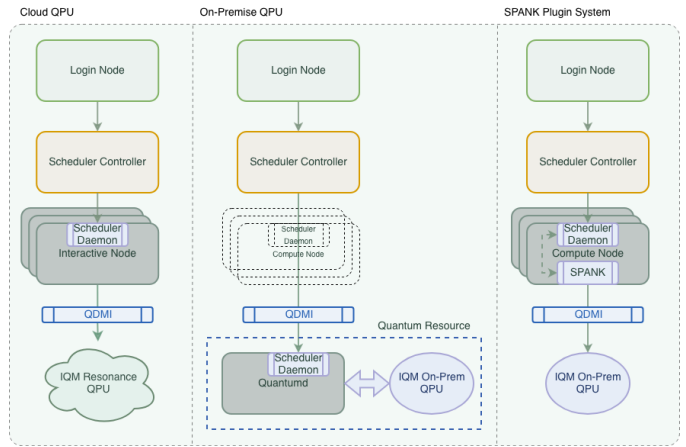 Cloud QPU
Login Node
Scheduler Controller
Scheduler
Daemon
Interactive Node
QDMI
IQM Resonance
QPU
On-Premise QPU
Login Node
Scheduler Controller
Scheduler
Daemon
Compute Node
QDMI
Quantum Resource
Scheduler
Daemon
Quantumd
IQM On-Prem
QPU
SPANK Plugin System
Login Node
Scheduler Controller
Scheduler
Daemon
Compute Node
SPANK
QDMI
IQM On-Prem
QPU